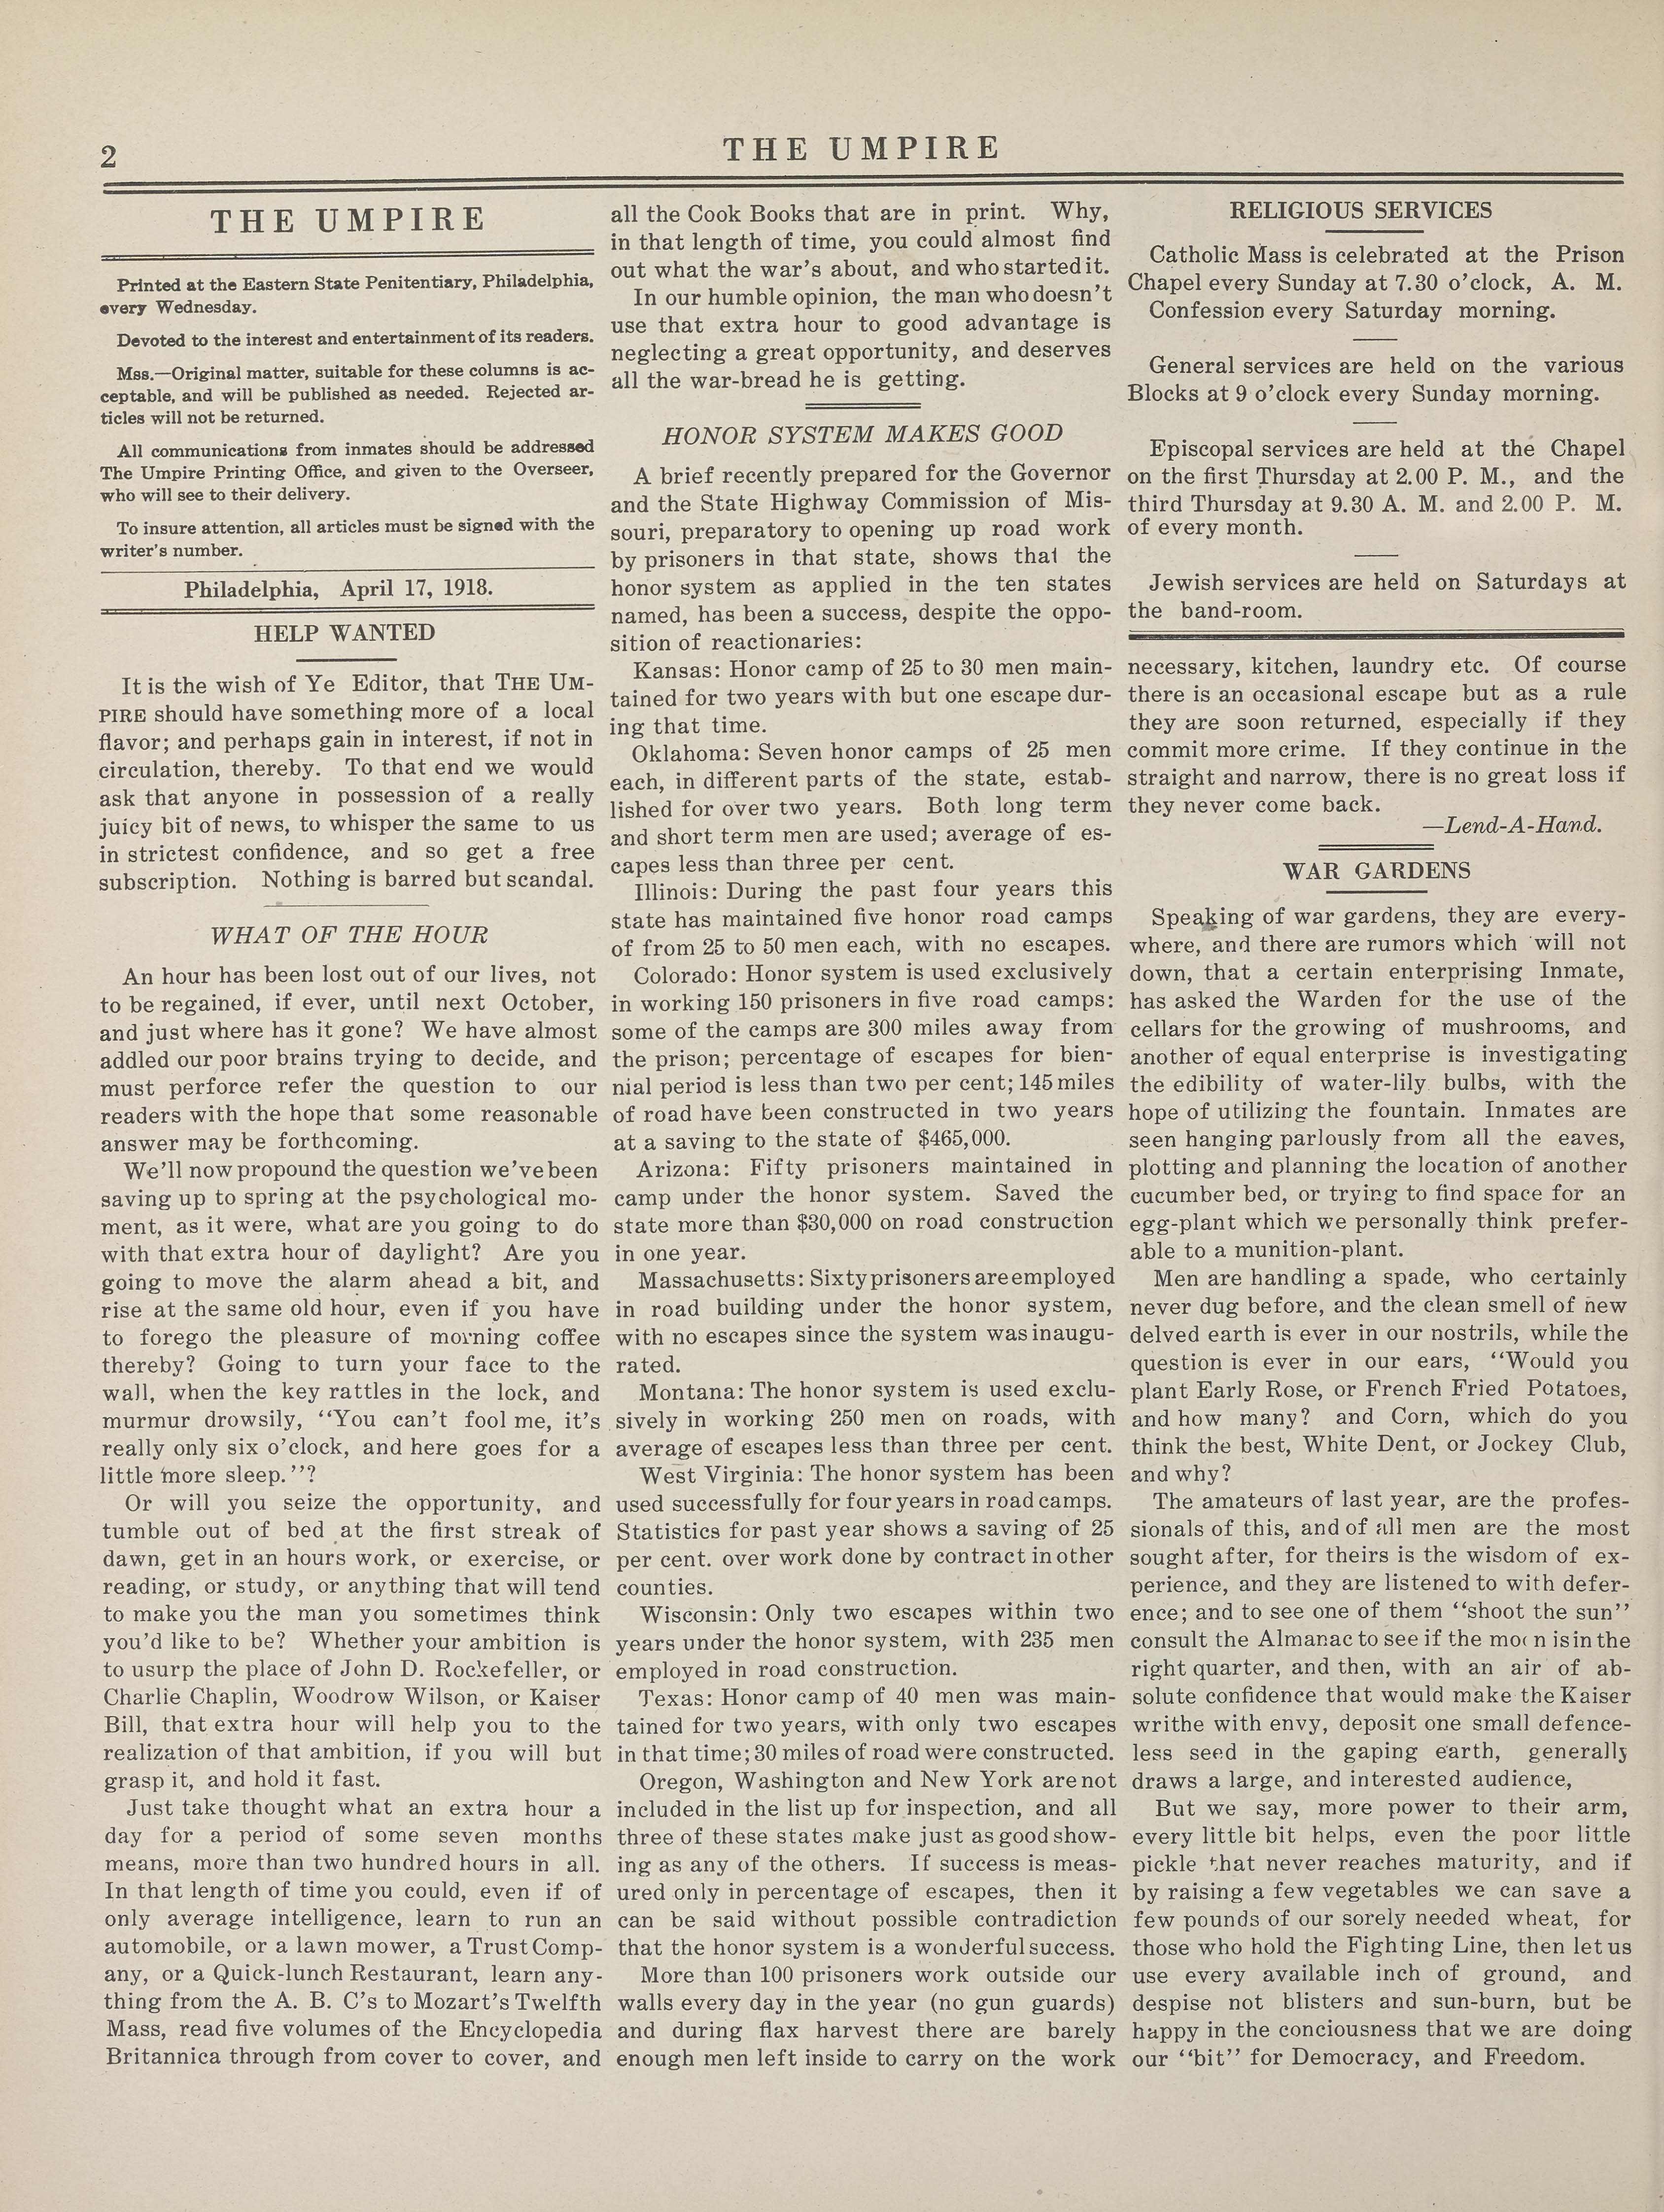 2
THE UMPIRE
THE UMPIRE
Printed at the Eastern State Penitentiary, Philadelphia,
every Wednesday.
Devoted to the interest and entertainment of its readers.
Mss.—Original matter, suitable for these columns is ac-
ceptable, and will be published as needed. Rejected ar-
ticles will not be returned.
All communications from inmates should be addressed
The Umpire Printing Office, and given to the Overseer,
who will see to their delivery.
To insure attention, all articles must be signed with the
writer's number.
Philadelphia, April 17, 1918.
HELP WANTED
It is the wish of Ye Editor, that THE UM-
PIRE should have something more of a local
flavor; and perhaps gain in interest, if not in
circulation, thereby. To that end we would
ask that anyone in possession of a really
juicy bit of news, to whisper the same to us
in strictest confidence, and so get a free
subscription. Nothing is barred but scandal.
WHAT OF THE HOUR
An hour has been lost out of our lives, not
to be regained, if ever, until next October,
and just where has it gone? We have almost
addled our poor brains trying to decide, and
must perforce refer the question to our
readers with the hope that some reasonable
answer may be forthcoming.
We'll now propound the question we've been
saving up to spring at the psychological mo-
ment, as it were, what are you going to do
with that extra hour of daylight? Are you
going to move the alarm ahead a bit, and
rise at the same old hour, even if you have
to forego the pleasure of morning coffee
thereby? Going to turn your face to the
wall, when the key rattles in the lock, and
murmur drowsily, "You can't fool me, it's
really only six o'clock, and here goes for a
little more sleep."?
Or will you seize the opportunity, and
tumble out of bed at the first streak of
dawn, get in an hours work, or exercise, or
reading, or study, or anything that will tend
to make you the man you sometimes think
you'd like to be? Whether your ambition is
to usurp the place of John D. Rockefeller, or
Charlie Chaplin, Woodrow Wilson, or Kaiser
Bill, that extra hour will help you to the
realization of that ambition, if you will but
grasp it, and hold it fast.
Just take thought what an extra hour a
day for a period of some seven months
means, more than two hundred hours in all.
In that length of time you could, even if of
only average intelligence, learn to run an
automobile, or a lawn mower, a Trust Comp-
any, or a Quick-lunch Restaurant, learn any-
thing from the A. B. C's to Mozart's Twelfth
Mass, read five volumes of the Encyclopedia
Britannica through from cover to cover, and
all the Cook Books that are in print. Why,
in that length of time, you could almost find
out what the war's about, and who started it.
In our humble opinion, the man who doesn't
use that extra hour to good advantage is
neglecting a great opportunity, and deserves
all the war-bread he is getting.
HONOR SYSTEM MAKES GOOD
A brief recently prepared for the Governor
and the State Highway Commission of Mis-
souri, preparatory to opening up road work
by prisoners in that state, shows that the
honor system as applied in the ten states
named, has been a success, despite the oppo-
sition of reactionaries:
Kansas: Honor camp of 25 to 30 men main-
tained for two years with but one escape dur-
ing that time.
Oklahoma: Seven honor camps of 25 men
each, in different parts of the state, estab-
lished for over two years. Both long term
and short term men are used; average of es-
capes less than three per cent.
Illinois: During the past four years this
state has maintained five honor road camps
of from 25 to 50 men each, with no escapes.
Colorado: Honor system is used exclusively
in working 150 prisoners in five road camps:
some of the camps are 300 miles away from
the prison; percentage of escapes for bien-
nial period is less than two per cent; 145 miles
of road have been constructed in two years
at a saving to the state of $465,000.
Arizona: Fifty prisoners maintained in
camp under the honor system. Saved the
state more than $30,000 on road construction
in one year.
Massachusetts: Sixty prisoners are employed
in road building under the honor system,
with no escapes since the system was inaugu-
rated.
Montana: The honor system is used exclu-
sively in working 250 men on roads, with
average of escapes less than three per cent.
West Virginia: The honor system has been
used successfully for four years in road camps.
Statistics for past year shows a saving of 25
per cent. over work done by contract in other
counties.
Wisconsin: Only two escapes within two
years under the honor system, with 235 men
employed in road construction.
Texas: Honor camp of 40 men was main-
tained for two years, with only two escapes
in that time; 30 miles of road were constructed.
Oregon, Washington and New York are not
included in the list up for inspection, and all
three of these states make just as good show-
ing as any of the others. If success is meas-
ured only in percentage of escapes, then it
can be said without possible contradiction
that the honor system is a wonderful success.
More than 100 prisoners work outside our
walls every day in the year (no gun guards)
and during flax harvest there are barely
enough men left inside to carry on the work
RELIGIOUS SERVICES
Catholic Mass is celebrated at the Prison
Chapel every Sunday at 7.30 o'clock, A. M.
Confession every Saturday morning.
General services are held on the various
Blocks at 9 o'clock every Sunday morning.
Episcopal services are held at the Chapel
on the first Thursday at 2.00 P. M., and the
third Thursday at 9.30 A. M. and 2.00 P. M.
of every month.
Jewish services are held on Saturdays at
the band-room.
necessary, kitchen, laundry etc. Of course
there is an occasional escape but as a rule
they are soon returned, especially if they
commit more crime. If they continue in the
straight and narrow, there is no great loss if
they never come back.
—Lend-A-Hand.
WAR GARDENS
Speaking of war gardens, they are every-
where, and there are rumors which will not
down, that a certain enterprising Inmate,
has asked the Warden for the use of the
cellars for the growing of mushrooms, and
another of equal enterprise is investigating
the edibility of water-lily bulbs, with the
hope of utilizing the fountain. Inmates are
seen hanging parlously from all the eaves,
plotting and planning the location of another
cucumber bed, or trying to find space for an
egg-plant which we personally think prefer-
able to a munition-plant.
Men are handling a spade, who certainly
never dug before, and the clean smell of new
delved earth is ever in our nostrils, while the
question is ever in our ears, "Would you
plant Early Rose, or French Fried Potatoes,
and how many? and Corn, which do you
think the best, White Dent, or Jockey Club,
and why?
The amateurs of last year, are the profes-
sionals of this, and of all men are the most
sought after, for theirs is the wisdom of ex-
perience, and they are listened to with defer-
ence; and to see one of them "shoot the sun"
consult the Almanac to see if the moon is in the
right quarter, and then, with an air of ab-
solute confidence that would make the Kaiser
writhe with envy, deposit one small defence-
less seed in the gaping earth, generally
draws a large, and interested audience,
But we say, more power to their arm,
every little bit helps, even the poor little
pickle that never reaches maturity, and if
by raising a few vegetables we can save a
few pounds of our sorely needed wheat, for
those who hold the Fighting Line, then let us
use every available inch of ground, and
despise not blisters and sun-burn, but be
happy in the conciousness that we are doing
our "bit" for Democracy, and Freedom.